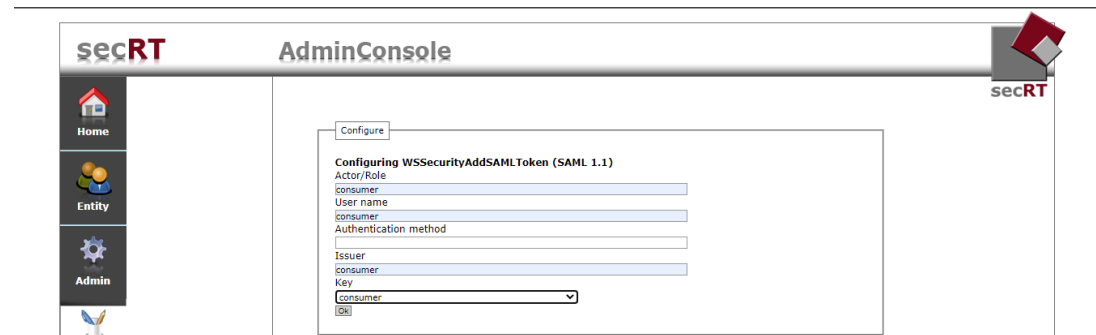 secRT
AdminConsole
secRT
Home
Entity
Admin
Configure
Configuring WSSecurityAddSAMLToken (SAML 1.1)
Actor/Role
consumer
User name
consumer
Authentication method
Issuer
consumer
Key
consumer
Ok